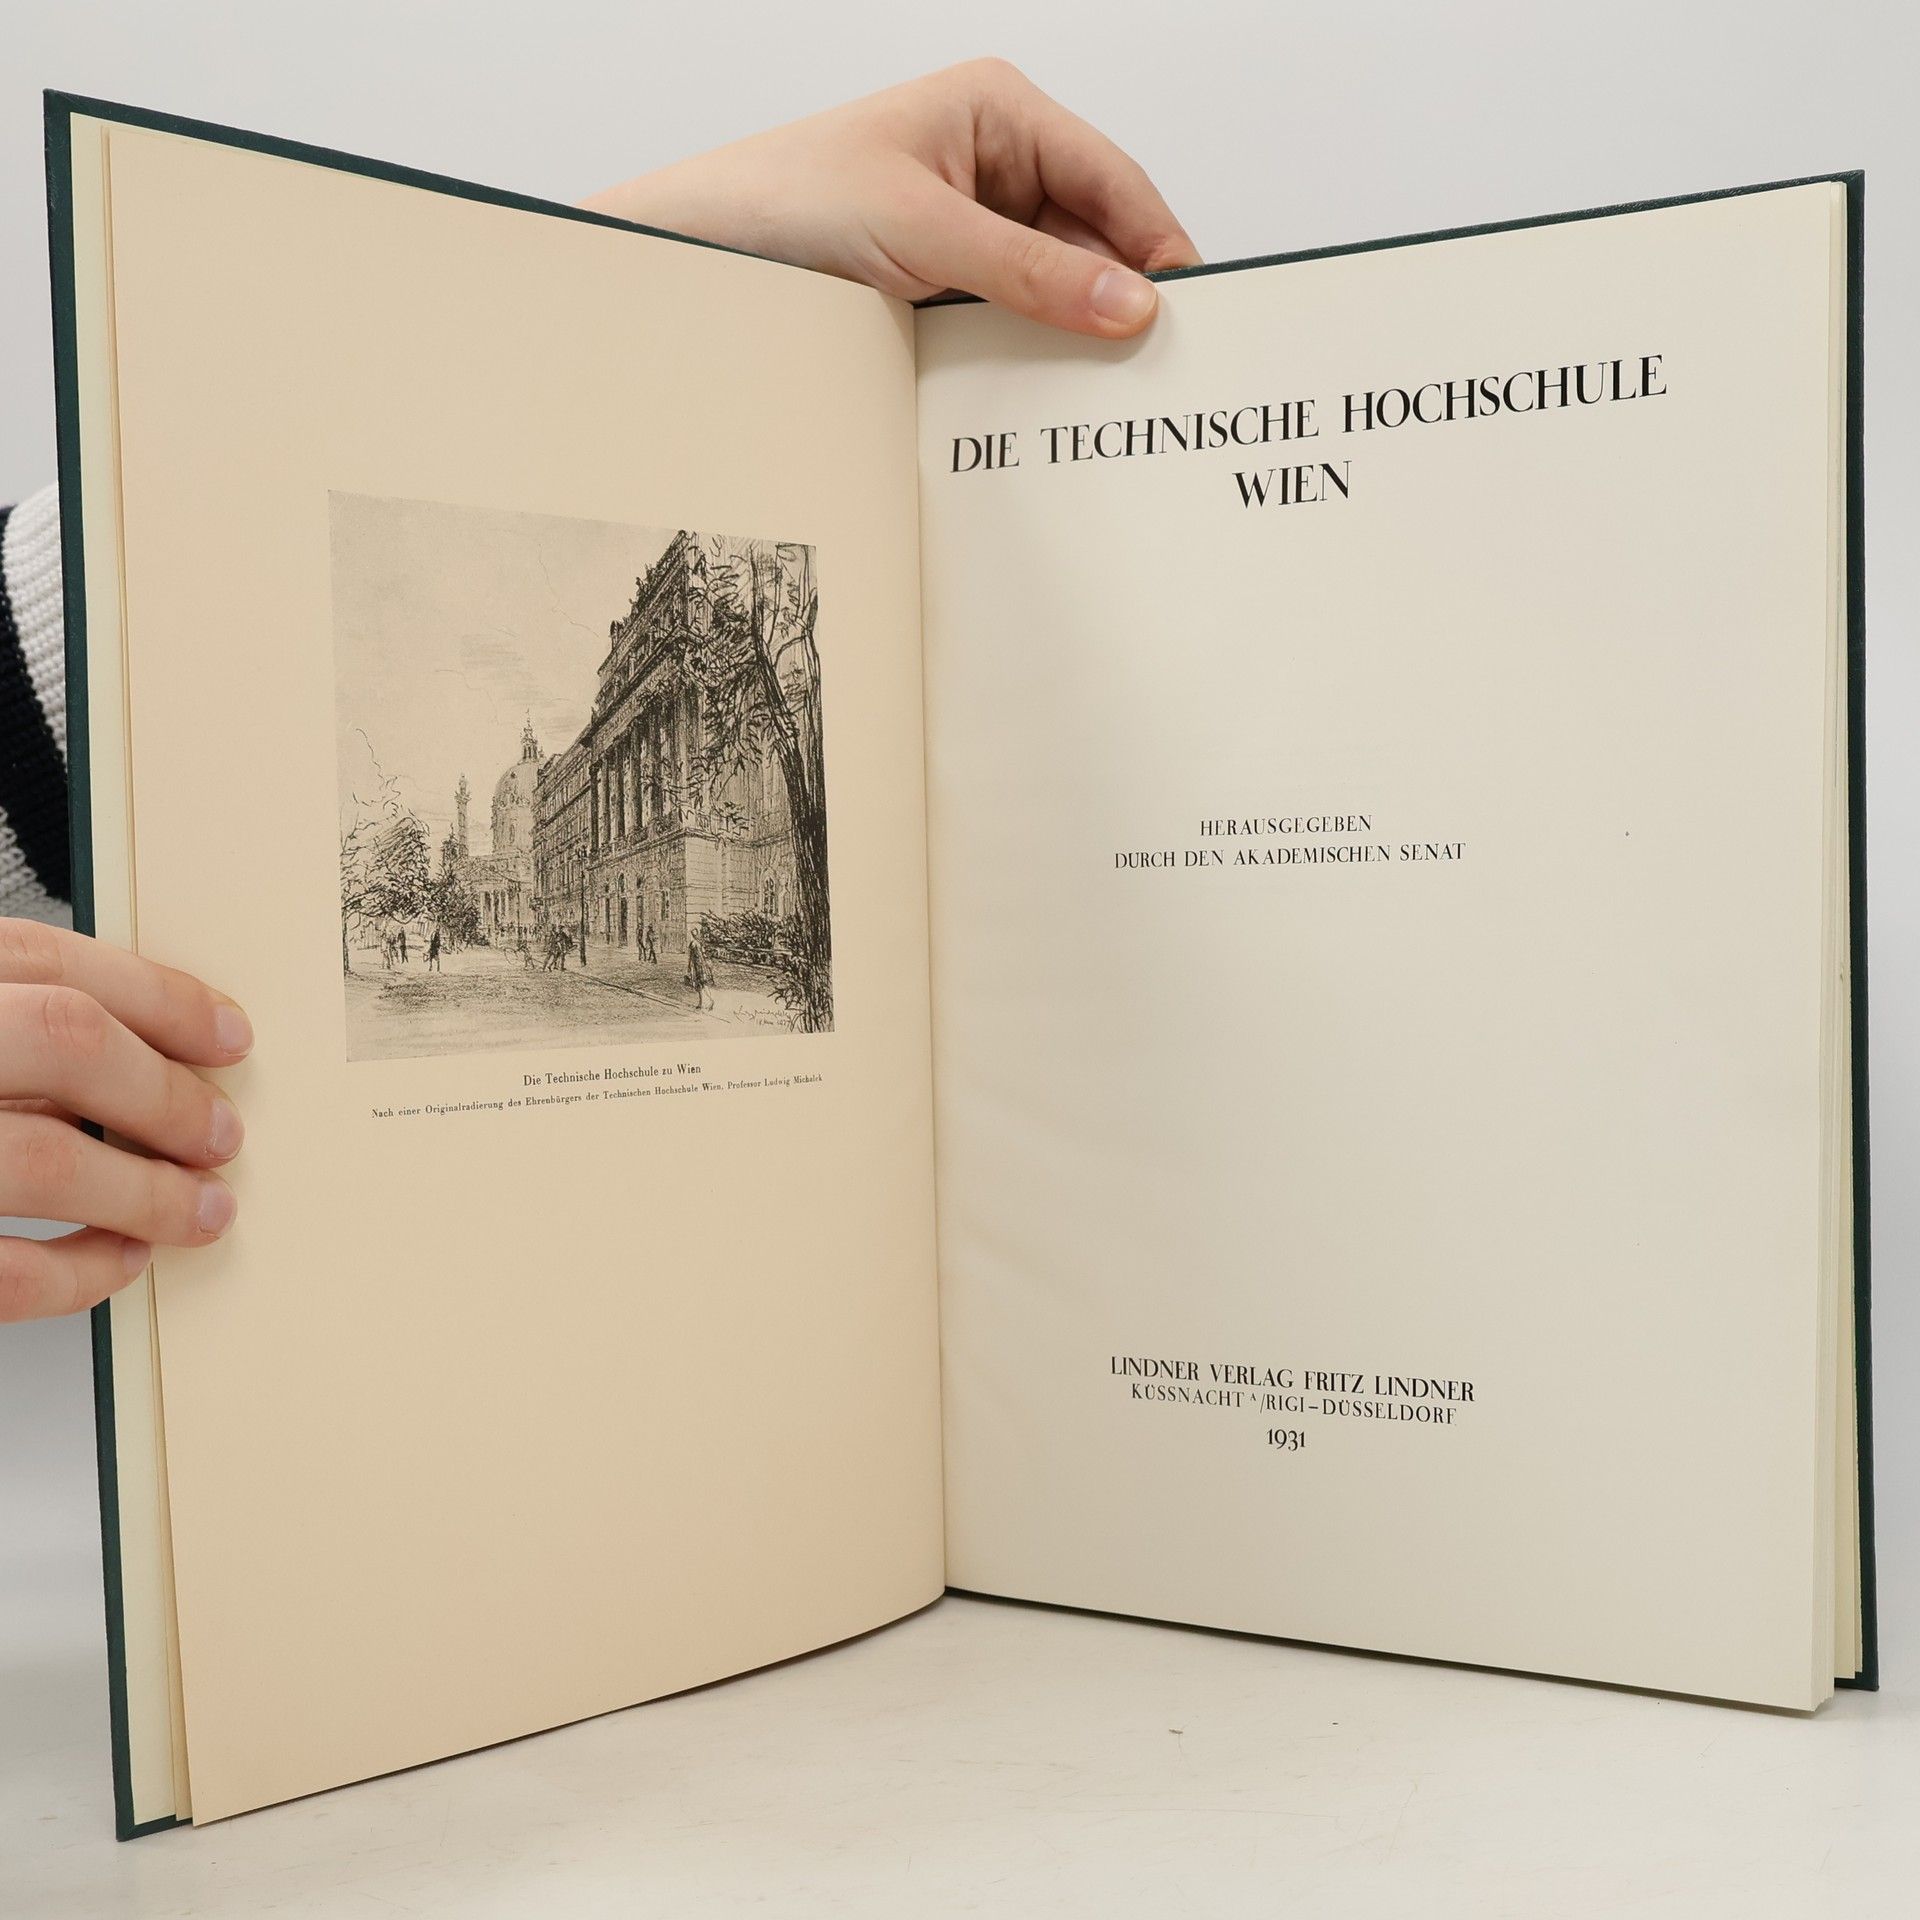 Die Technische Hochschule zu Wien
Nach einer Originalradierung des Ehrenbürgers der Technischen Hochschule Wien, Professor Ludwig Michalek
DIE TECHNISCHE HOCHSCHULE
WIEN
HERAUSGEGEBEN
DURCH DEN AKADEMISCHEN SENAT
LINDNER VERLAG FRITZ LINDNER
KÜSSNACHT A/RIGI–DÜSSELDORF
1931